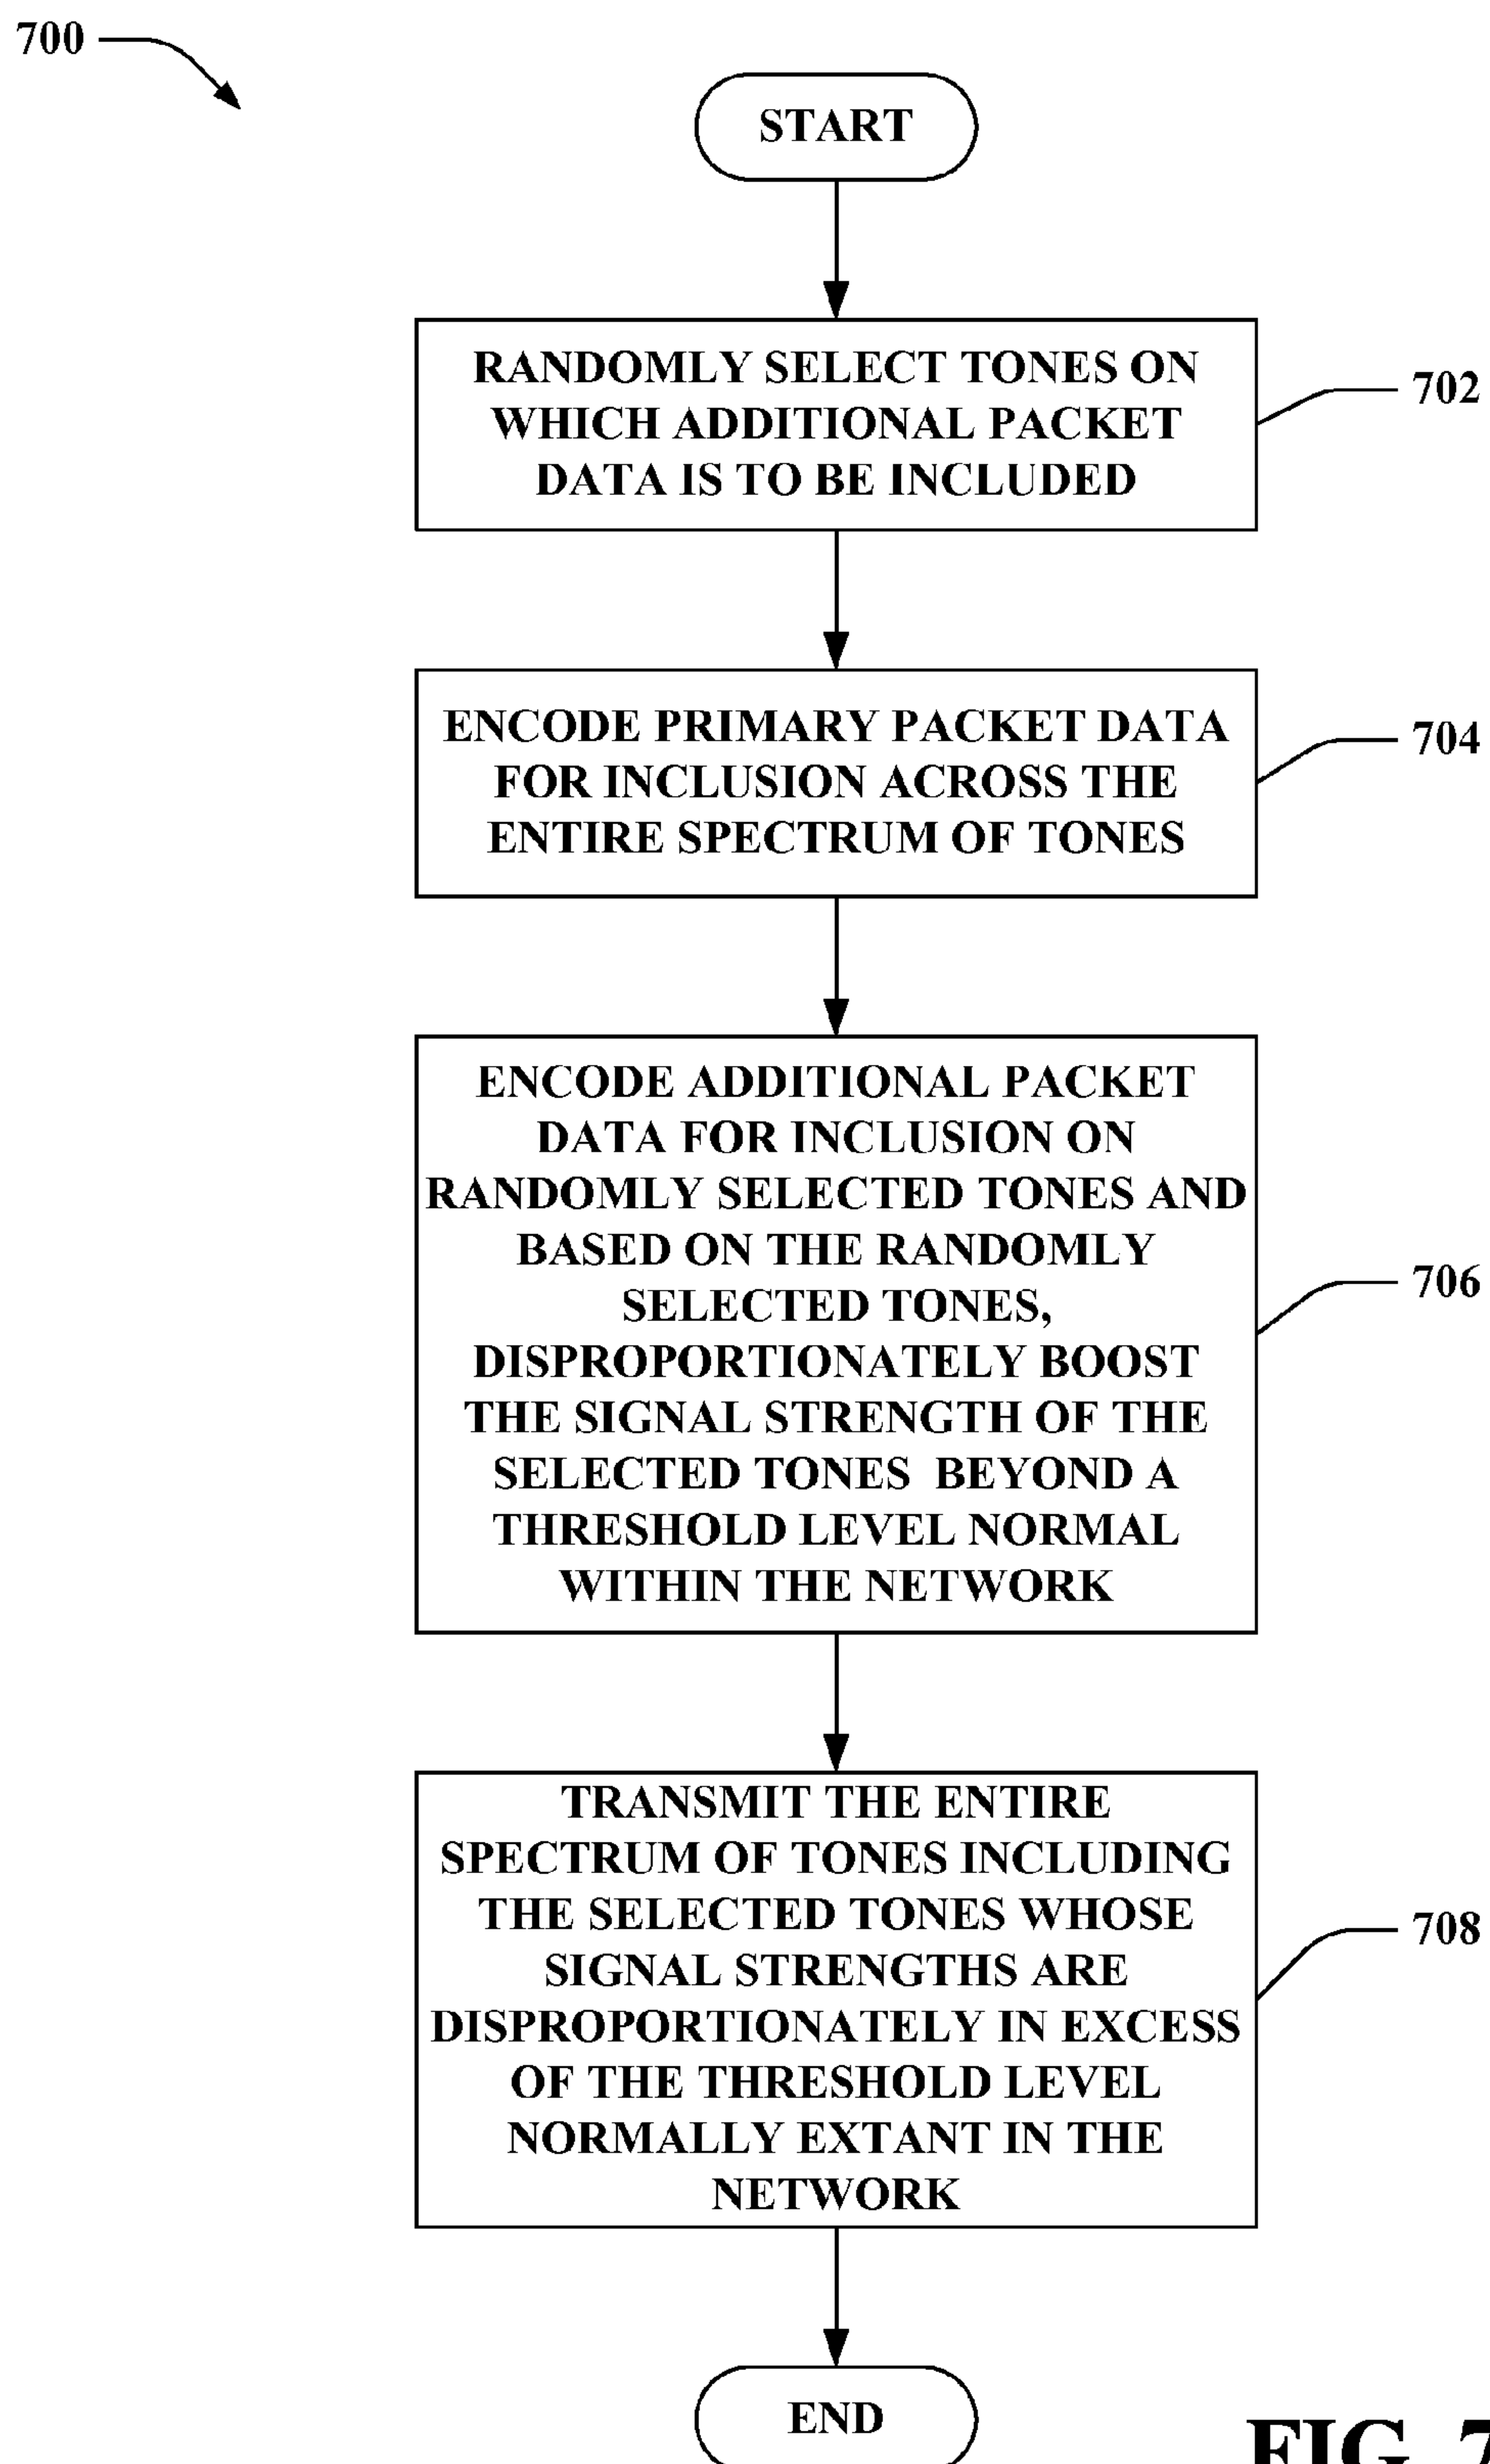 700
START
RANDOMLY SELECT TONES ON
WHICH ADDITIONAL PACKET
DATA IS TO BE INCLUDED
702
ENCODE PRIMARY PACKET DATA
FOR INCLUSION ACROSS THE
ENTIRE SPECTRUM OF TONES
704
ENCODE ADDITIONAL PACKET
DATA FOR INCLUSION ON
RANDOMLY SELECTED TONES AND
BASED ON THE RANDOMLY
SELECTED TONES,
DISPROPORTIONATELY BOOST
THE SIGNAL STRENGTH OF THE
SELECTED TONES BEYOND A
THRESHOLD LEVEL NORMAL
WITHIN THE NETWORK
706
TRANSMIT THE ENTIRE
SPECTRUM OF TONES INCLUDING
THE SELECTED TONES WHOSE
SIGNAL STRENGTHS ARE
DISPROPORTIONATELY IN EXCESS
OF THE THRESHOLD LEVEL
NORMALLY EXTANT IN THE
NETWORK
708
END
FIG. 7